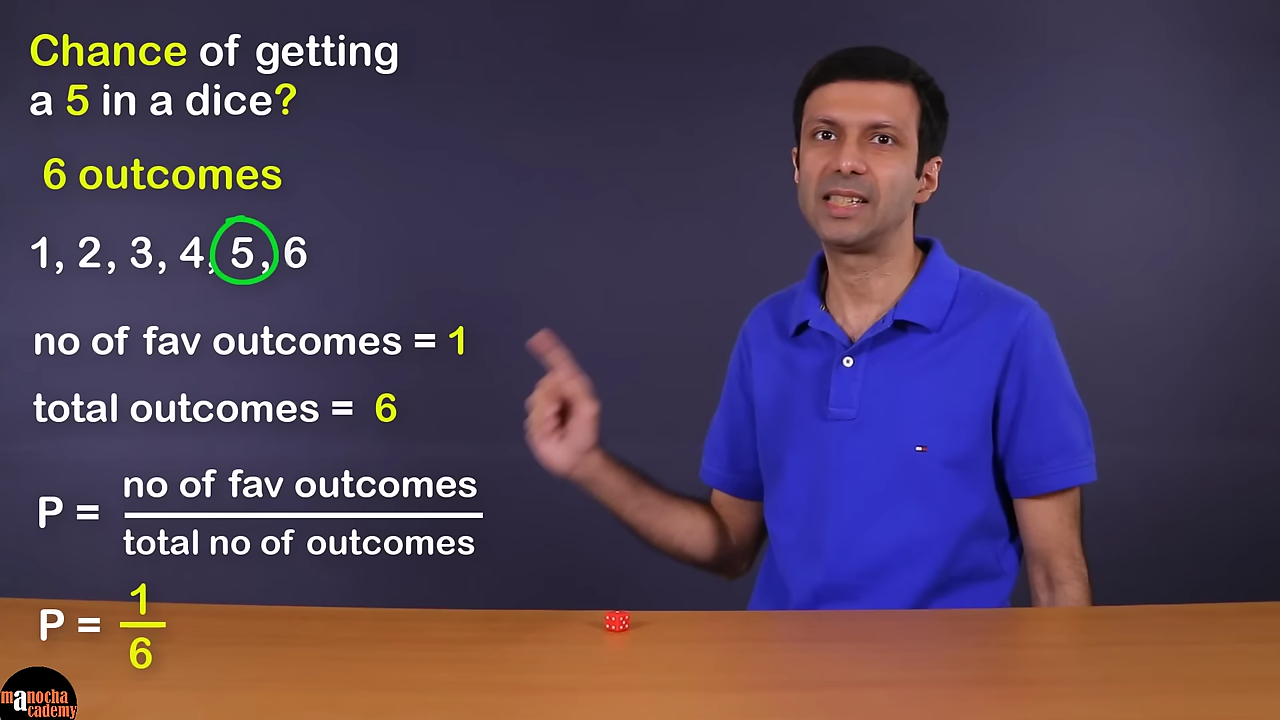 Chance of getting
a 5 in a dice?
6 outcomes
1, 2, 3, 4, 5, 6
no of fav outcomes = 1
total outcomes = 6
P = no of fav outcomes
total no of outcomes
P = 1
6
manocha
academy